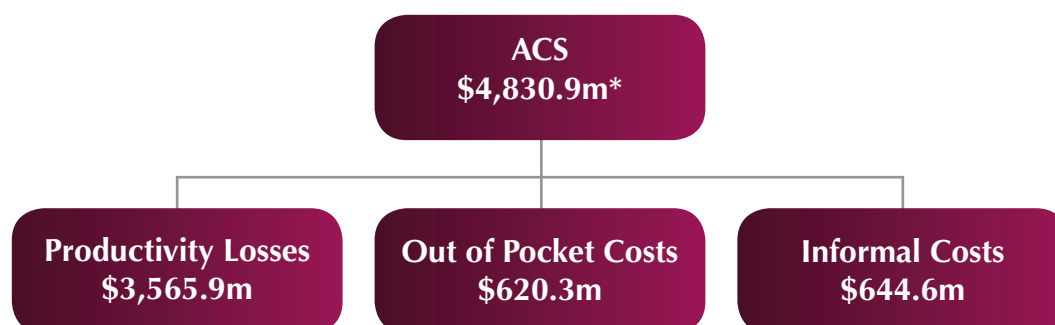 ACS
$4,830.9m*
Productivity Losses
$3,565.9m
Out of Pocket Costs
$620.3m
Informal Costs
$644.6m